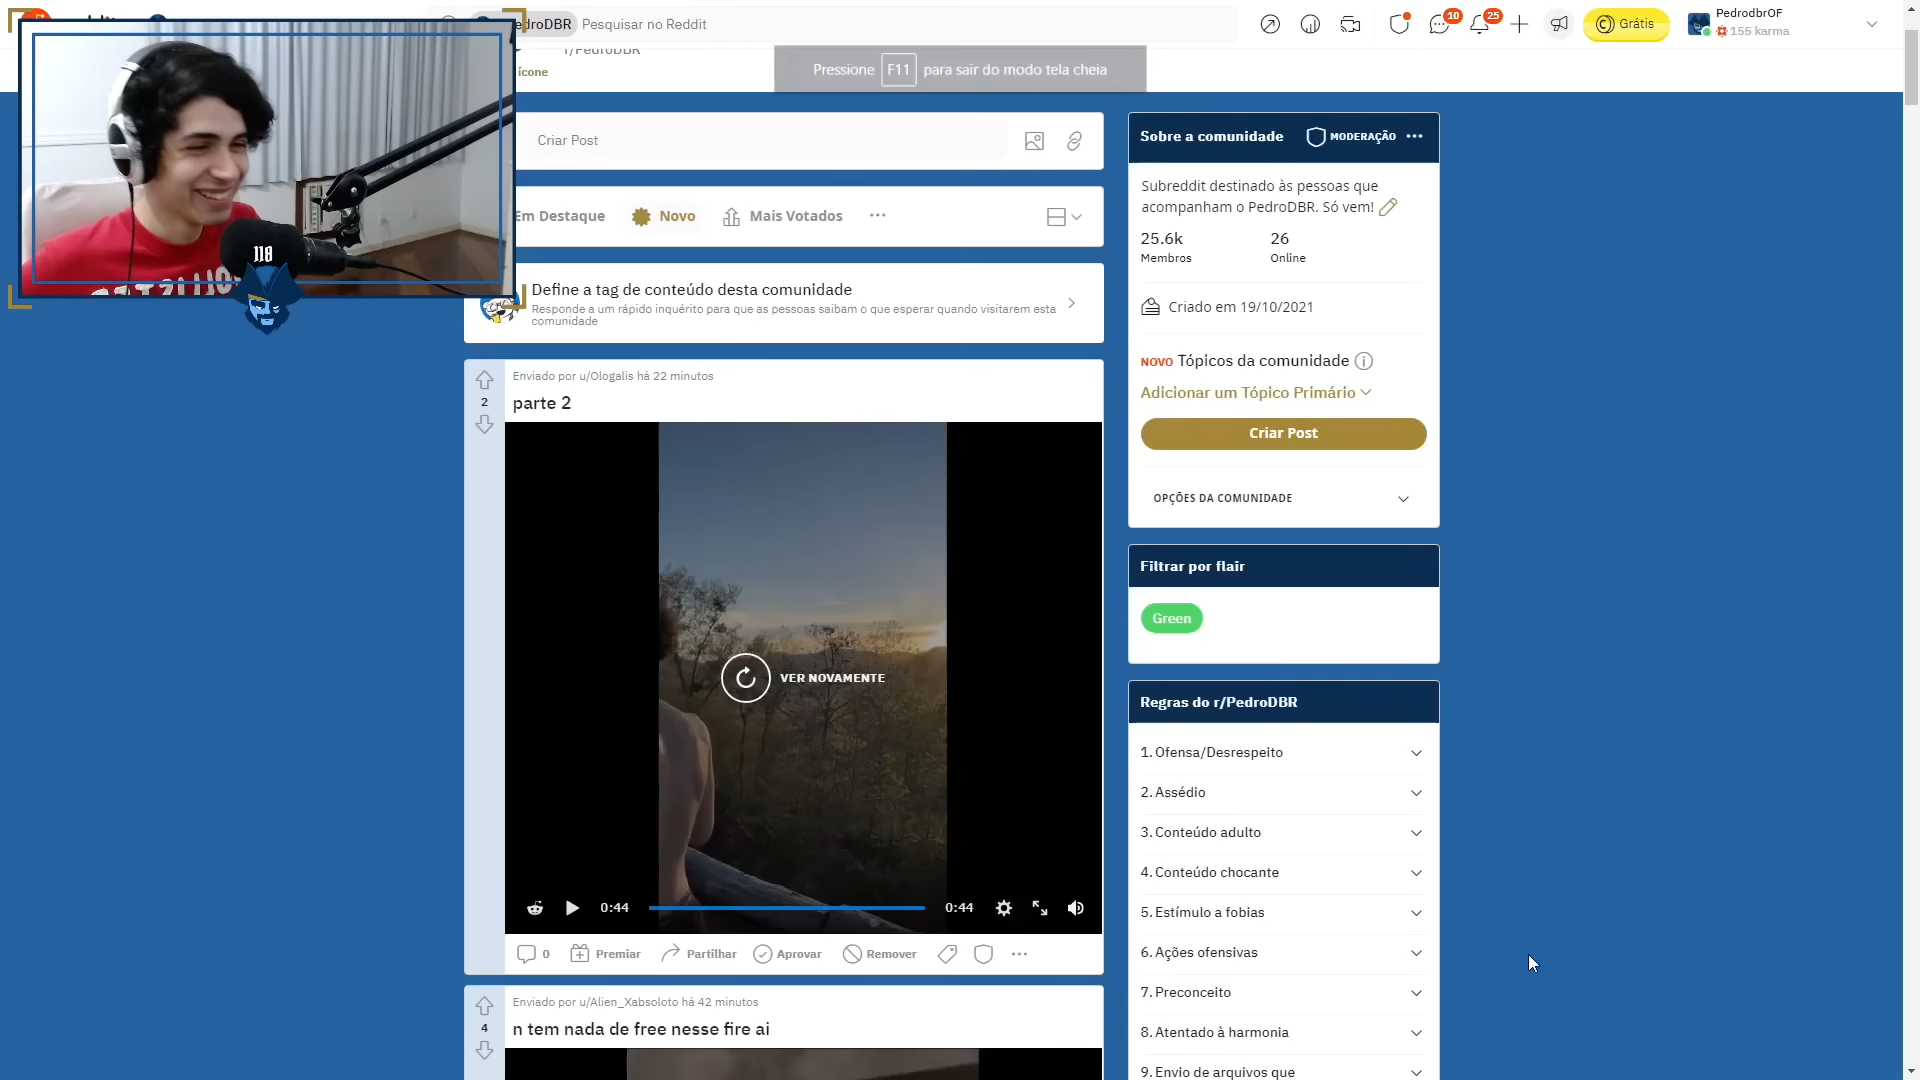 edroDBR Pesquisar no Reddit
10
25
Grátis
PedrodbrOF
155 karma
r/PedroDBR
ícone
Pressione F11 para sair do modo tela cheia
118
Criar Post
Em Destaque
Novo
Mais Votados
Define a tag de conteúdo desta comunidade
Responde a um rápido inquérito para que as pessoas saibam o que esperar quando visitarem esta
comunidade
Enviado por u/Ologalis há 22 minutos
2
parte 2
VER NOVAMENTE
0:44
0:44
0
Premiar
Partilhar
Aprovar
Remover
Enviado por u/Alien_Xabsoloto há 42 minutos
4
n tem nada de free nesse fire ai
Sobre a comunidade
MODERAÇÃO
Subreddit destinado às pessoas que
acompanham o PedroDBR. Só vem!
25.6k
Membros
26
Online
Criado em 19/10/2021
NOVO Tópicos da comunidade
Adicionar um Tópico Primário
Criar Post
OPÇÕES DA COMUNIDADE
Filtrar por flair
Green
Regras do r/PedroDBR
1. Ofensa/Desrespeito
2. Assédio
3. Conteúdo adulto
4. Conteúdo chocante
5. Estímulo a fobias
6. Ações ofensivas
7. Preconceito
8. Atentado à harmonia
9. Envio de arquivos que